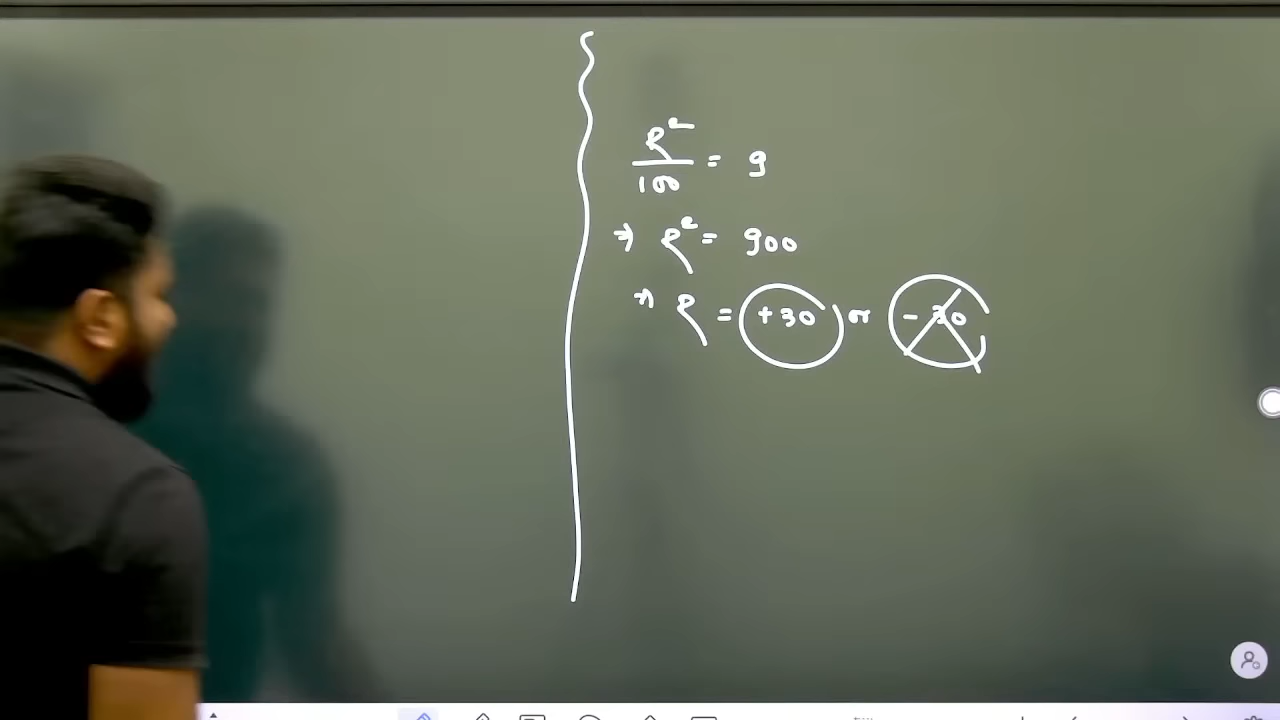 R²/100 = 9
⇒ R² = 900
⇒ R = +30 or -30